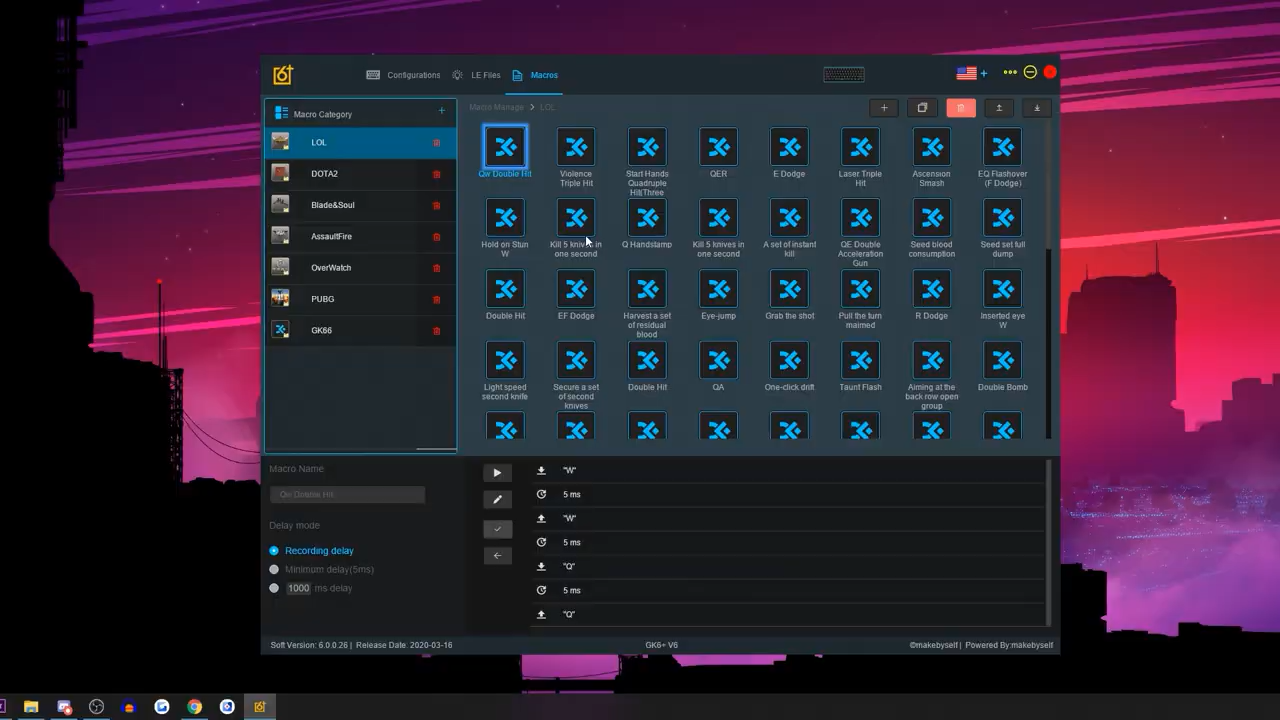 Configurations
LE Files
Macros
Macro Category
Macro Manage > LOL
LOL
DOTA2
Blade&Soul
AssaultFire
OverWatch
PUBG
GK66
Qw Double Hit
Violence
Triple Hit
Start Hands
Quadruple
Hit(Three
QER
E Dodge
Laser Triple
Hit
Ascension
Smash
EQ Flashover
(F Dodge)
Hold on Stun
W
Kill 5 knives in
one second
Q Handstamp
Kill 5 knives in
one second
A set of instant
kill
QE Double
Acceleration
Gun
Seed blood
consumption
Seed set full
dump
Double Hit
EF Dodge
Harvest a set
of residual
blood
Eye-jump
Grab the shot
Pull the turn
maimed
R Dodge
Inserted eye
W
Light speed
second knife
Secure a set
of second
knives
Double Hit
QA
One-click drift
Taunt Flash
Aiming at the
back row open
group
Double Bomb
Macro Name
Qw Double Hit
Delay mode
Recording delay
Minimum delay(5ms)
1000 ms delay
"W"
5 ms
"W"
5 ms
"Q"
5 ms
"Q"
Soft Version: 6.0.0.26 | Release Date: 2020-03-16
GK6+ V6
©makebyself | Powered By:makebyself